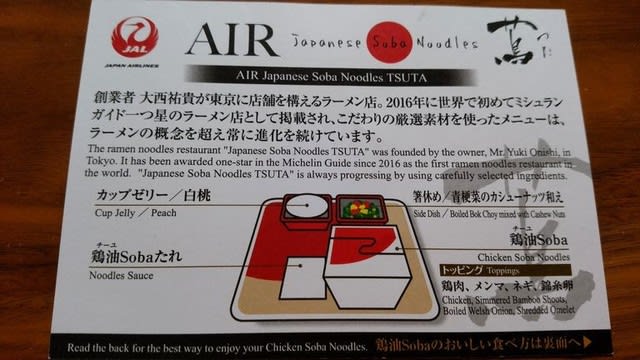 JAL
JAPAN AIRLINES
AIR Japanese Soba Noodles 蔦 つた
AIR Japanese Soba Noodles TSUTA
創業者 大西祐貴が東京に店舗を構えるラーメン店。2016年に世界で初めてミシュラン
ガイド一つ星のラーメン店として掲載され、こだわりの厳選素材を使ったメニューは、
ラーメンの概念を超え常に進化を続けています。
The ramen noodles restaurant "Japanese Soba Noodles TSUTA" was founded by the owner, Mr. Yuki Onishi, in
Tokyo. It has been awarded one-star in the Michelin Guide since 2016 as the first ramen noodles restaurant in
the world. "Japanese Soba Noodles TSUTA" is always progressing by using carefully selected ingredients.
カップゼリー/白桃
Cup Jelly / Peach
箸休め/青梗菜のカシューナッツ和え
Side Dish / Boiled Bok Choy mixed with Cashew Nuts
チーユ
鶏油Sobaたれ
Noodles Sauce
チーユ
鶏油Soba
Chicken Soba Noodles
トッピング Toppings
鶏肉、メンマ、ネギ、錦糸卵
Chicken, Simmered Bamboo Shoots,
Boiled Welsh Onion, Shredded Omelet
蔦
Read the back for the best way to enjoy your Chicken Soba Noodles. 鶏油Sobaのおいしい食べ方は裏面へ▶